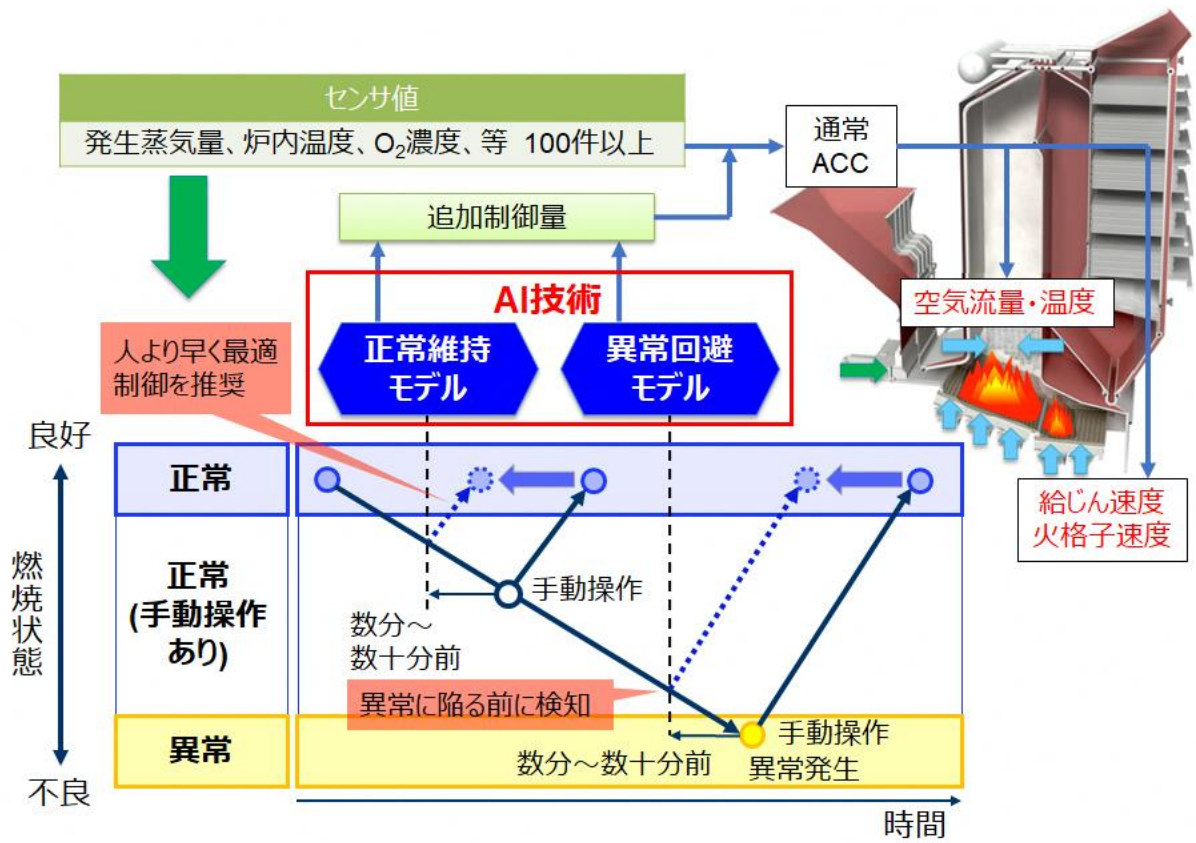 センサ値
発生蒸気量、炉内温度、O₂濃度、等 100件以上
通常
ACC
追加制御量
AI技術
正常維持
モデル
異常回避
モデル
空気流量・温度
給じん速度
火格子速度
人より早く最適
制御を推奨
良好
燃焼状態
不良
正常
正常
(手動操作
あり)
異常
手動操作
数分～
数十分前
異常に陥る前に検知
数分～数十分前
手動操作
異常発生
時間